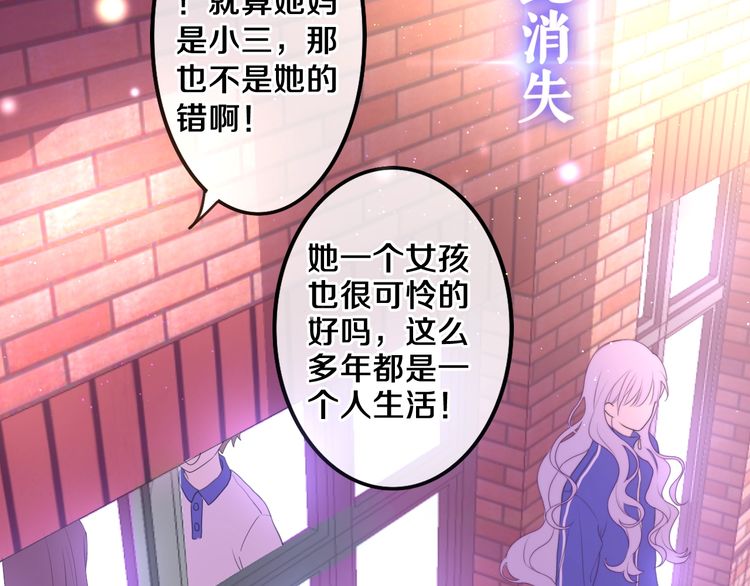 ！就算她妈
是小三，那
也不是她的
错啊！
消失
她一个女孩
也很可怜的
好吗，这么
多年都是一
个人生活！